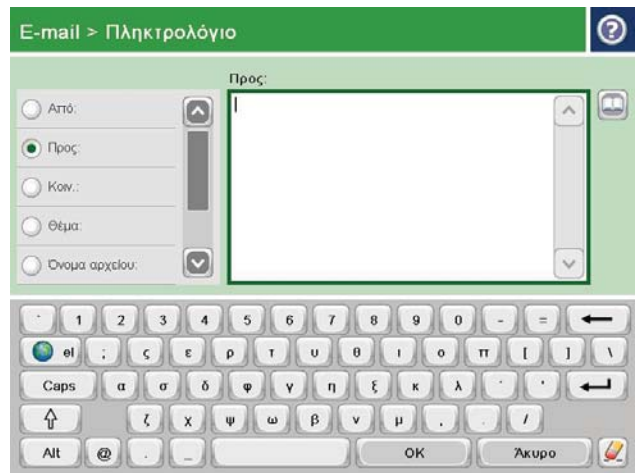 E-mail > Πληκτρολόγιο
Προς:
Από:
Προς:
Κοιν.:
Θέμα:
Όνομα αρχείου:
1 2 3 4 5 6 7 8 9 0 - =
el ; ς ε ρ τ υ θ ι ο π [ ] \
Caps α σ δ φ γ η ξ κ λ
ζ χ ψ ω β ν μ , . /
Alt @ . _ OK Άκυρο